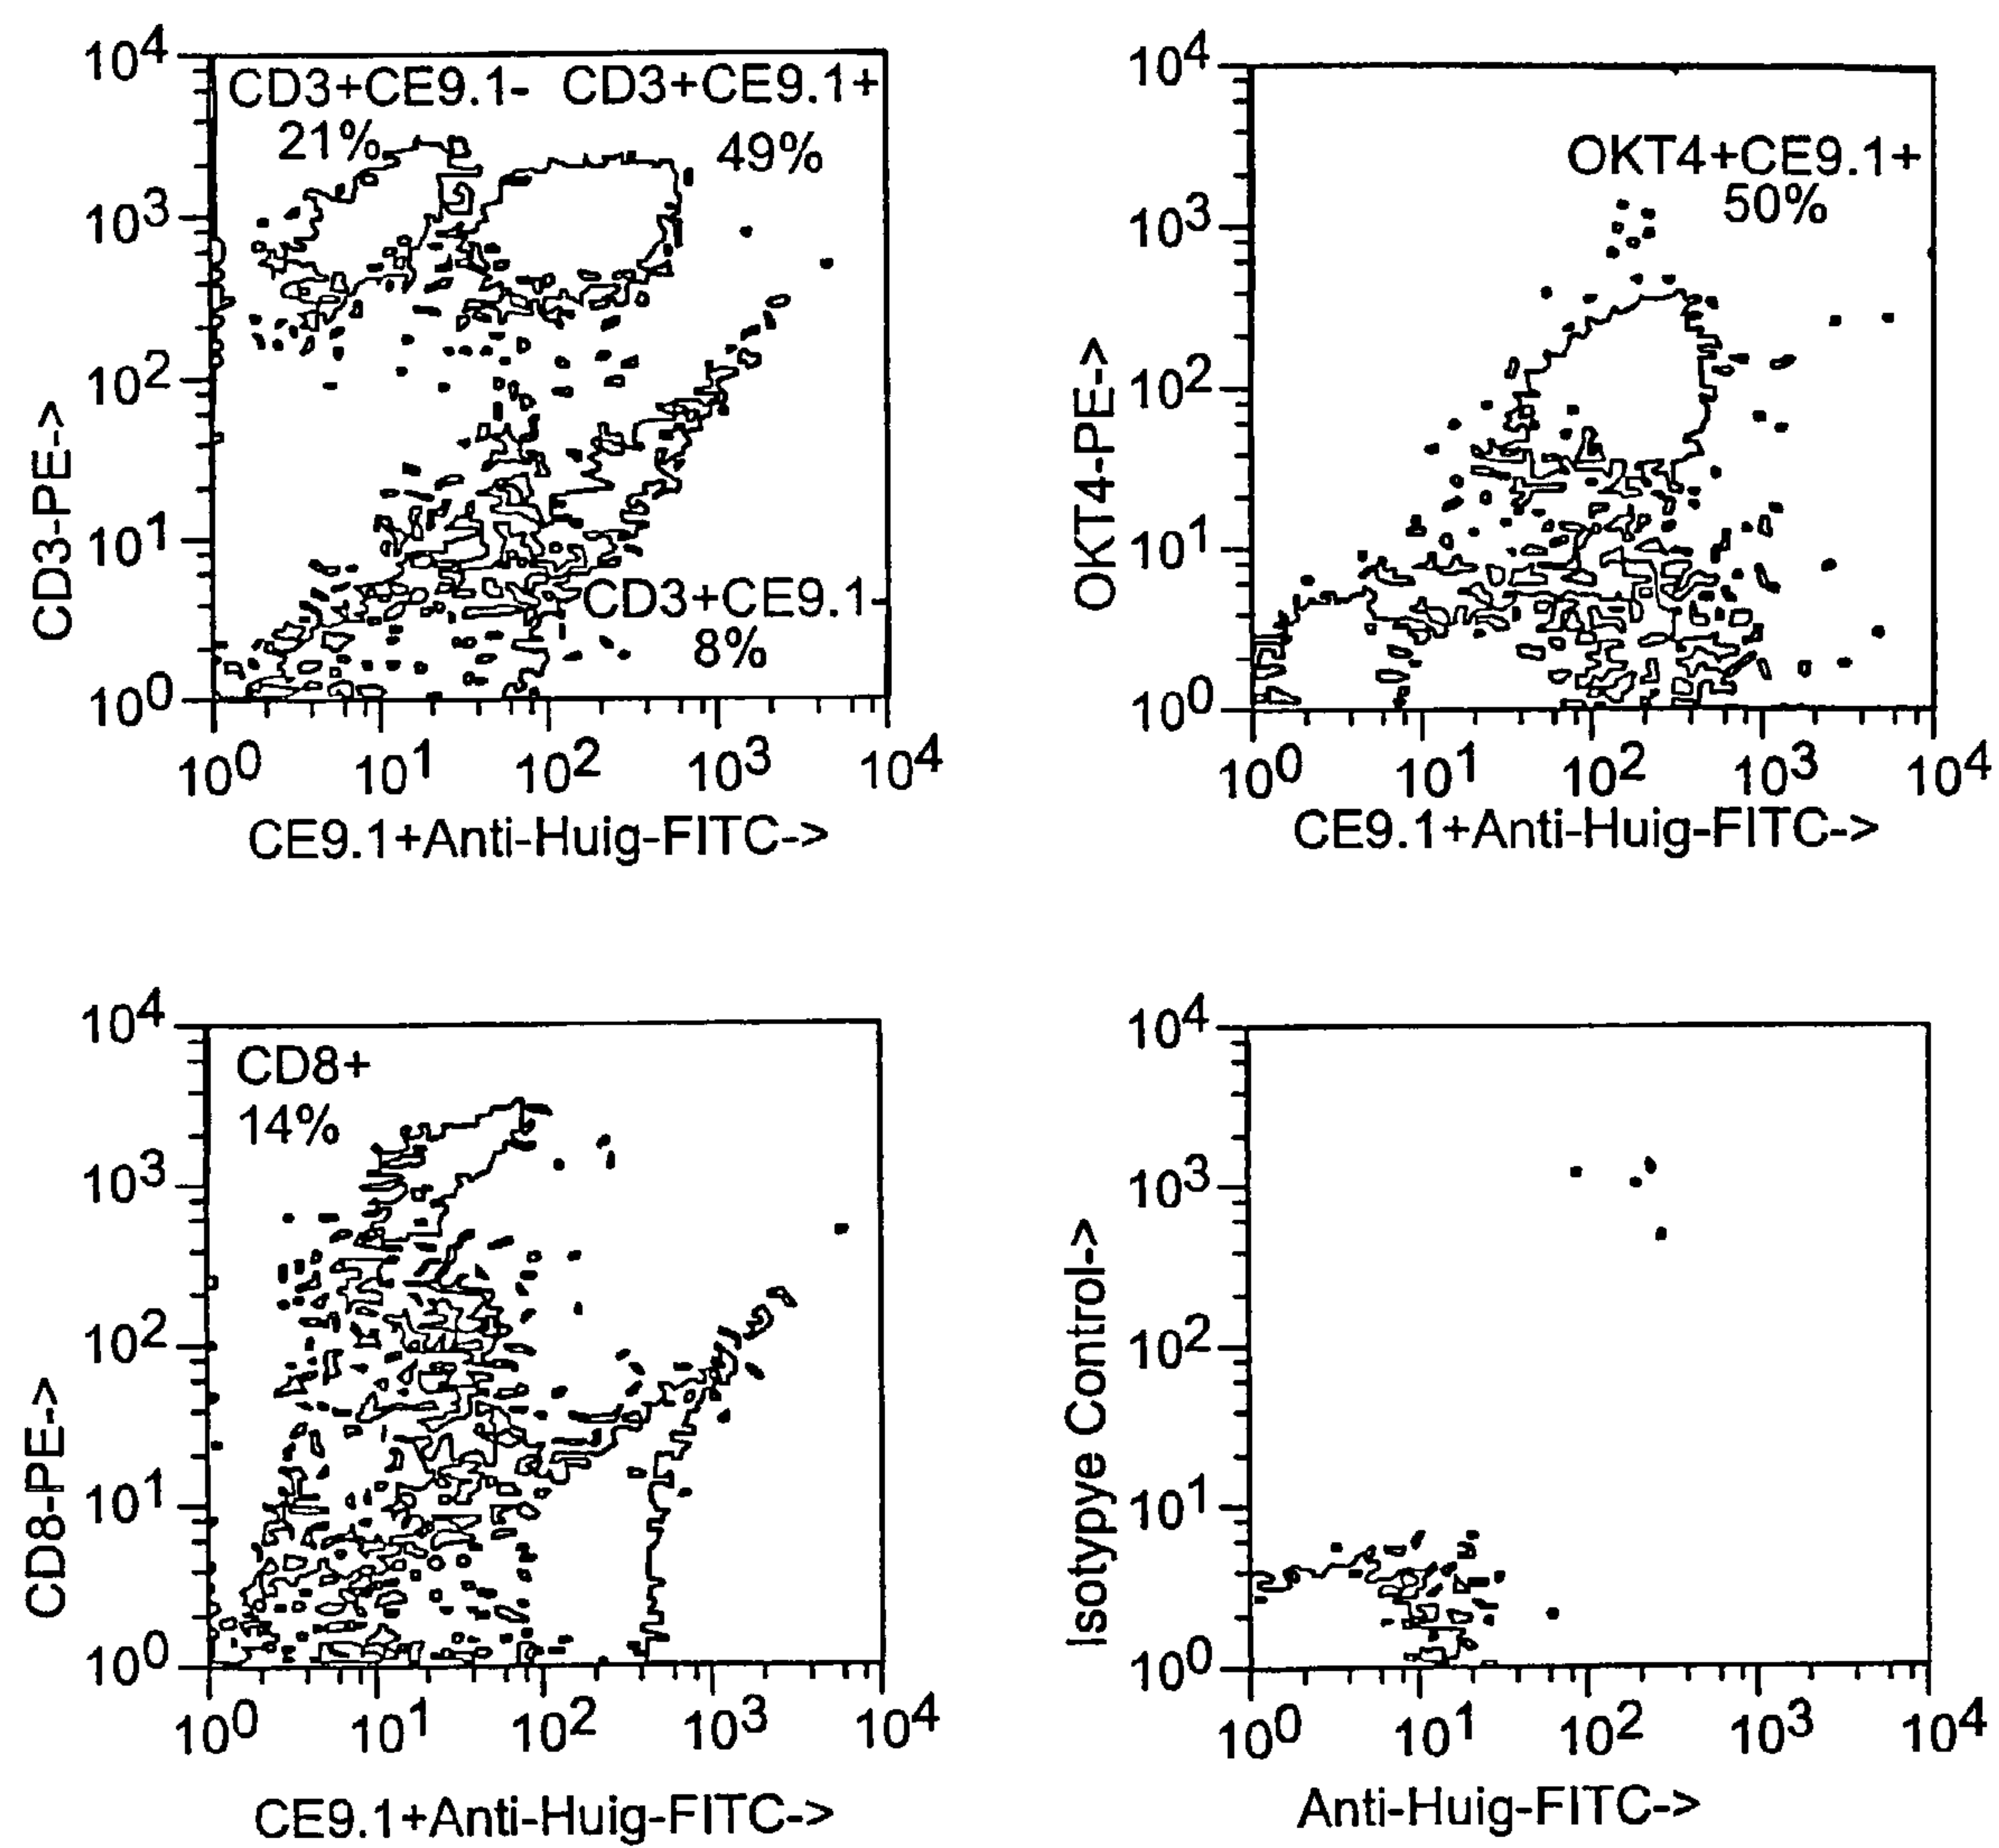 10^4
CD3+CE9.1- CD3+CE9.1+
21% 49%
10^3
10^2
10^1
CD3+CE9.1-
8%
10^0
CD3-PE->
10^0 10^1 10^2 10^3 10^4
CE9.1+Anti-Huig-FITC->
10^4
OKT4+CE9.1+
50%
10^3
10^2
10^1
10^0
OKT4-PE->
10^0 10^1 10^2 10^3 10^4
CE9.1+Anti-Huig-FITC->
10^4
CD8+
14%
10^3
10^2
10^1
10^0
CD8-PE->
10^0 10^1 10^2 10^3 10^4
CE9.1+Anti-Huig-FITC->
10^4
10^3
10^2
10^1
10^0
Isotypye Control->
10^0 10^1 10^2 10^3 10^4
Anti-Huig-FITC->